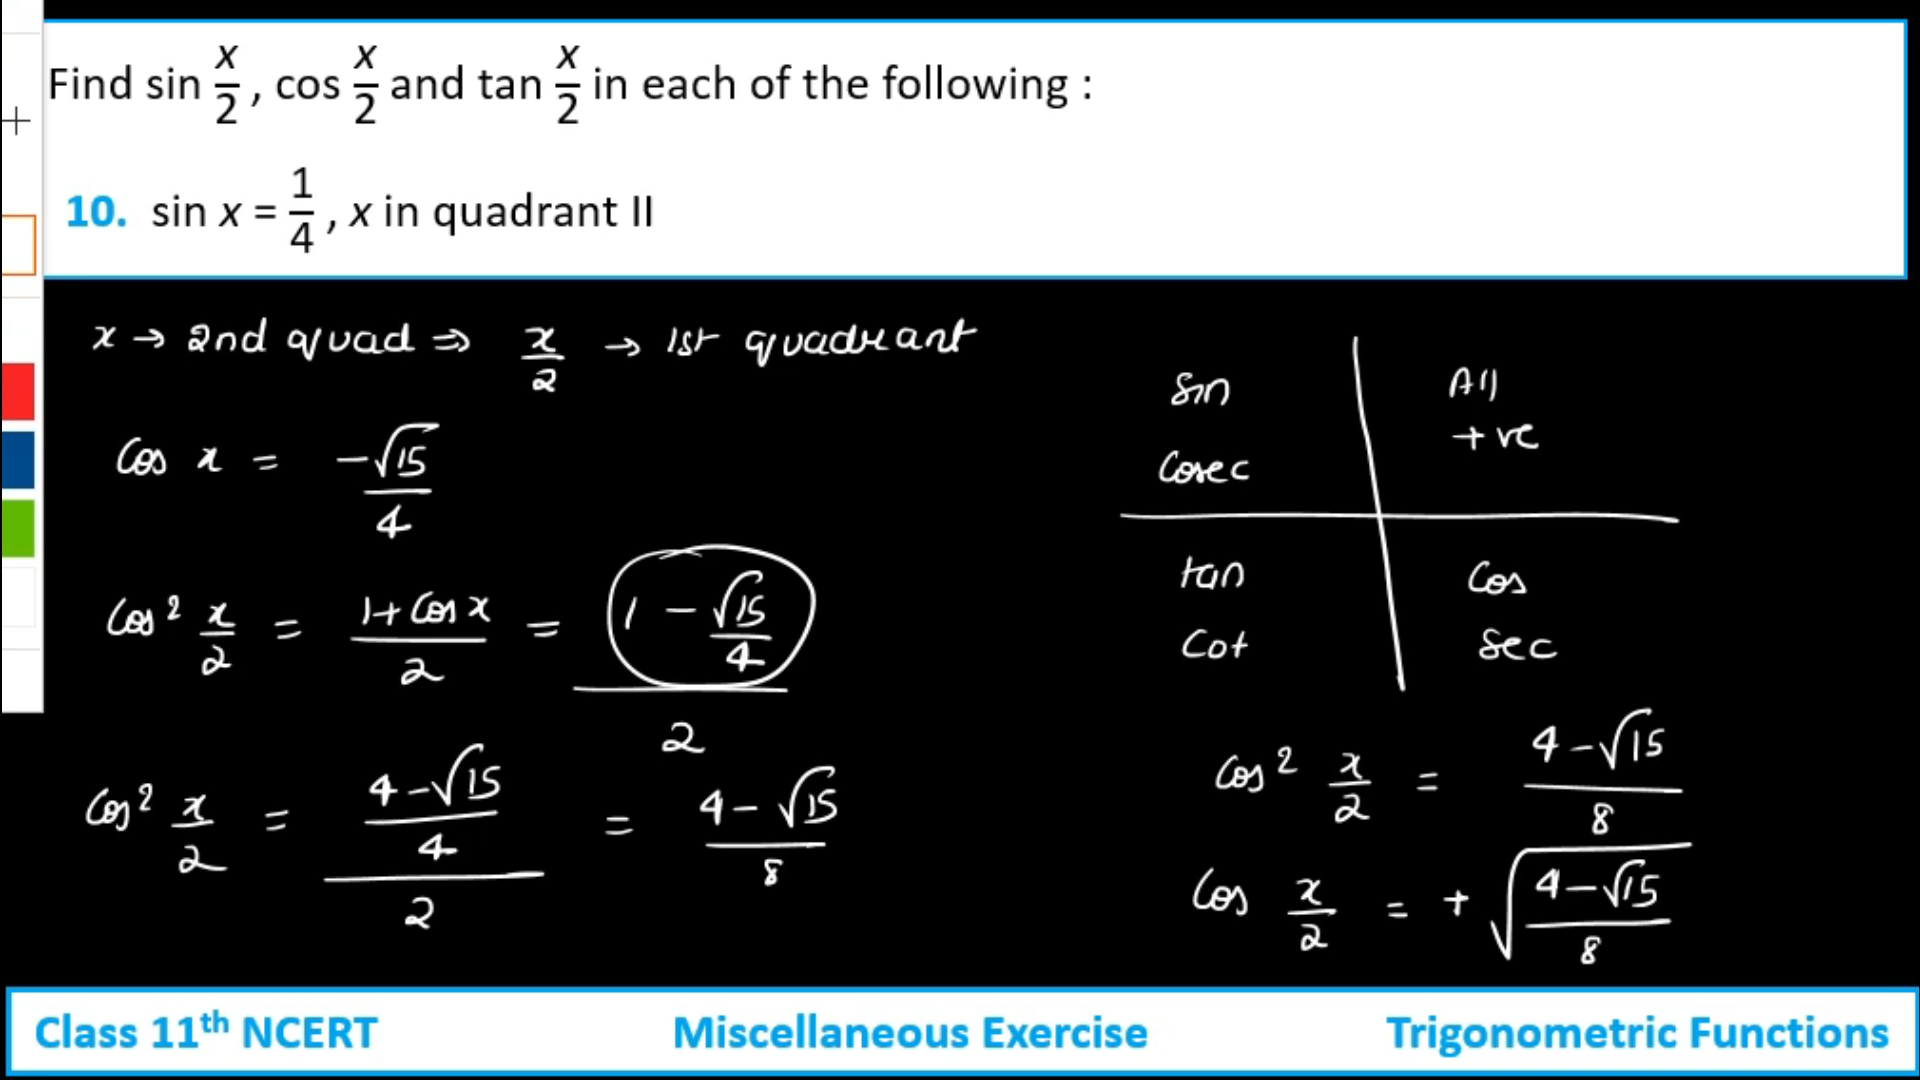 Find sin x/2, cos x/2 and tan x/2 in each of the following :
10. sin x = 1/4, x in quadrant II
x → 2nd quad ⇒ x/2 → 1st quadrant
Cos x = -√15/4
Cos² x/2 = (1+Cos x)/2 = (1 - √15/4)/2
Cos² x/2 = ((4-√15)/4)/2 = (4-√15)/8
Sin
Cosec
All
+ve
tan
Cot
Cos
Sec
Cos² x/2 = (4-√15)/8
Cos x/2 = +√((4-√15)/8)
Class 11th NCERT
Miscellaneous Exercise
Trigonometric Functions